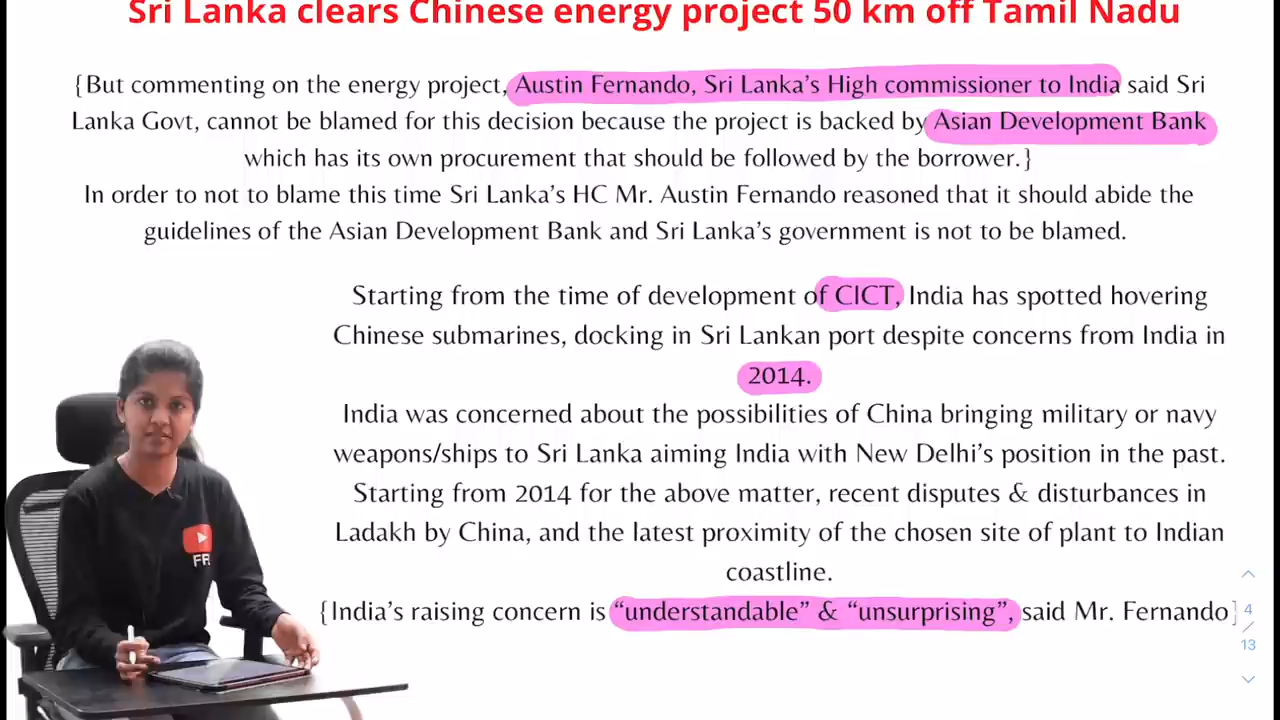 Sri Lanka clears Chinese energy project 50 km off Tamil Nadu
{But commenting on the energy project, Austin Fernando, Sri Lanka's High commissioner to India said Sri
Lanka Govt, cannot be blamed for this decision because the project is backed by Asian Development Bank
which has its own procurement that should be followed by the borrower.}
In order to not to blame this time Sri Lanka's HC Mr. Austin Fernando reasoned that it should abide the
guidelines of the Asian Development Bank and Sri Lanka's government is not to be blamed.
Starting from the time of development of CICT, India has spotted hovering
Chinese submarines, docking in Sri Lankan port despite concerns from India in
2014.
India was concerned about the possibilities of China bringing military or navy
weapons/ships to Sri Lanka aiming India with New Delhi's position in the past.
Starting from 2014 for the above matter, recent disputes & disturbances in
Ladakh by China, and the latest proximity of the chosen site of plant to Indian
coastline.
{India's raising concern is “understandable” & “unsurprising”, said Mr. Fernando}
FR
4
/
13